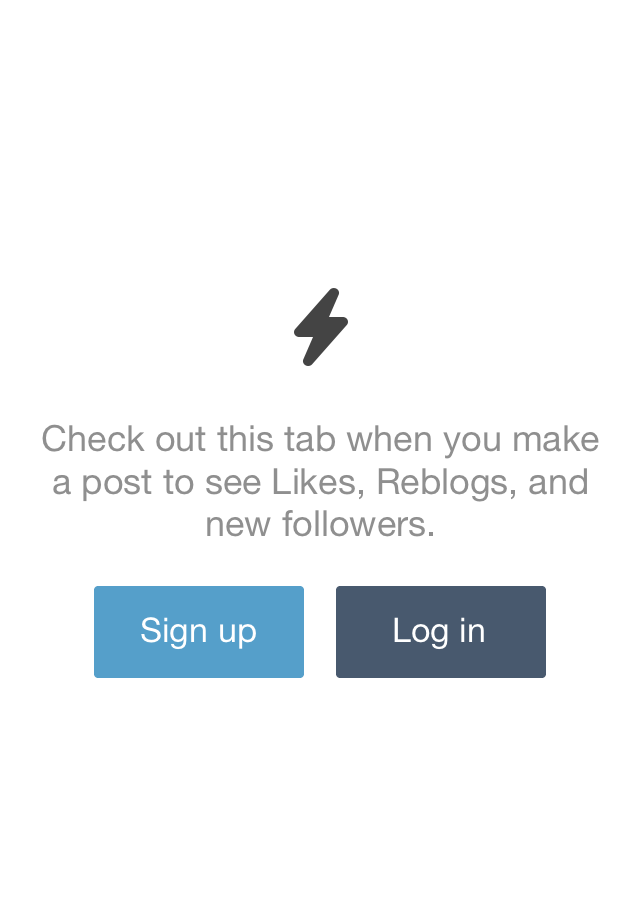 Check out this tab when you make
a post to see Likes, Reblogs, and
new followers.
Sign up
Log in